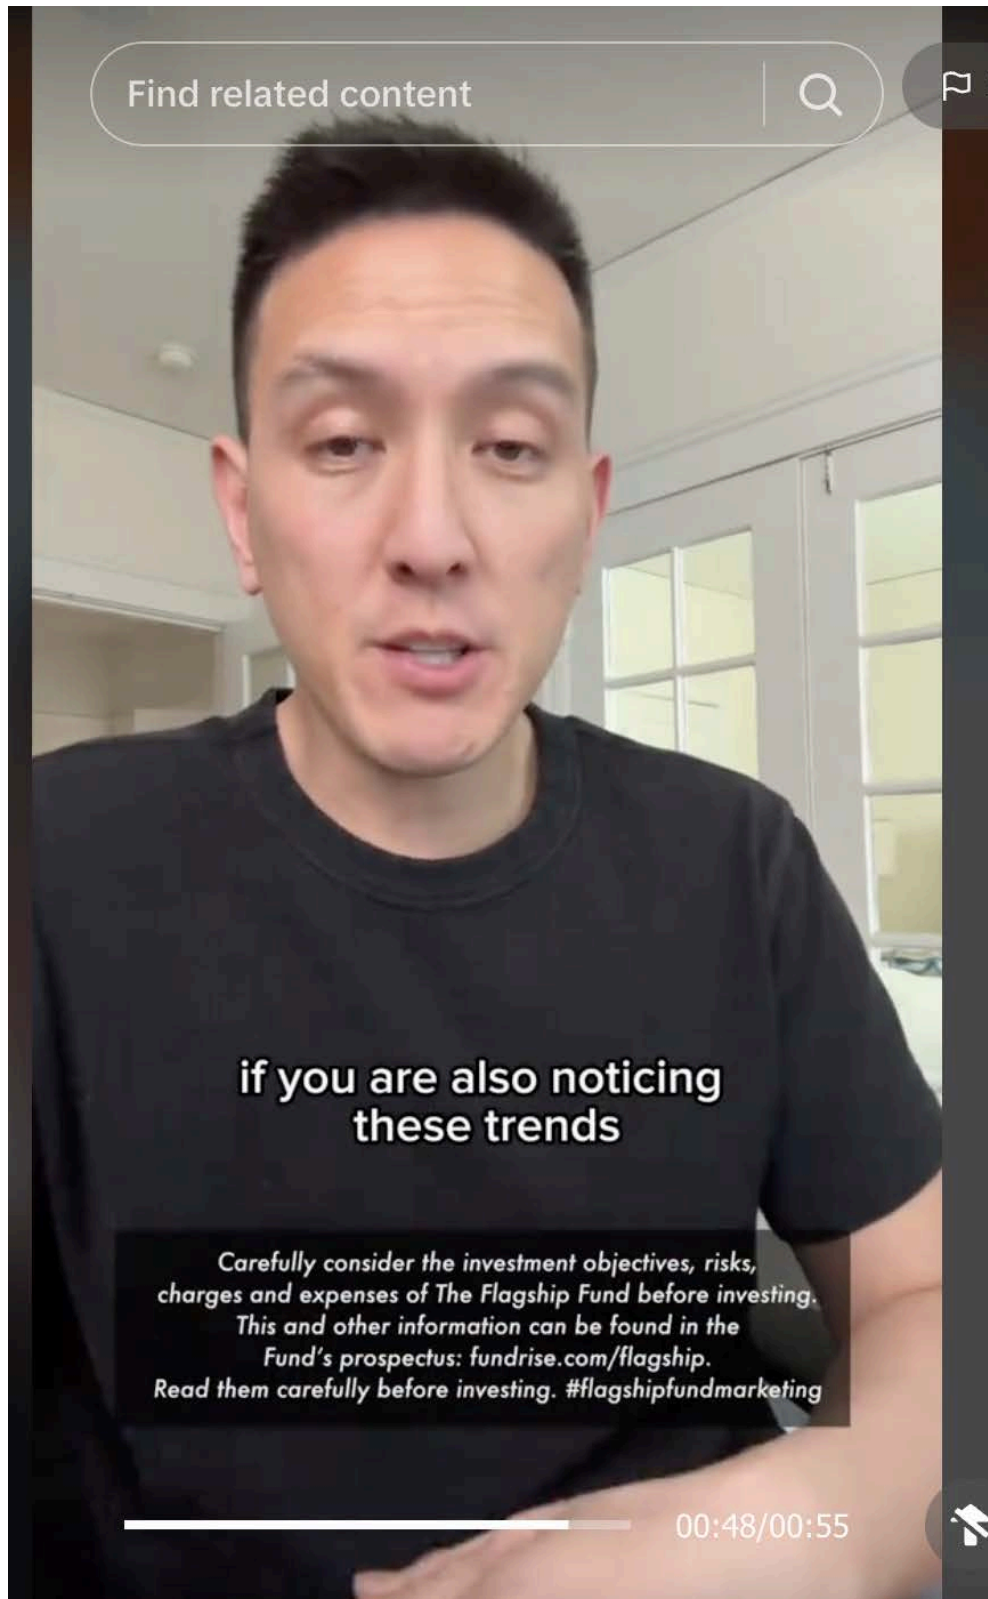 Find related content
if you are also noticing
these trends
Carefully consider the investment objectives, risks,
charges and expenses of The Flagship Fund before investing.
This and other information can be found in the
Fund's prospectus: fundrise.com/flagship.
Read them carefully before investing. #flagshipfundmarketing
00:48/00:55